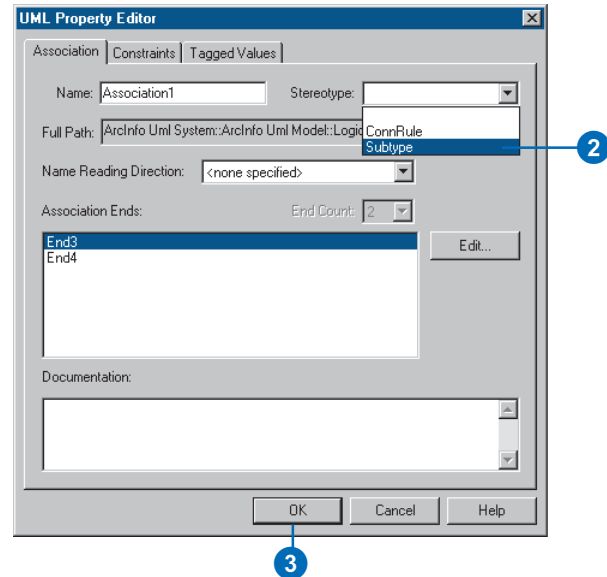 UML Property Editor
Association Constraints Tagged Values
Name: Association1 Stereotype:
Full Path: ArcInfo Uml System::ArcInfo Uml Model::Logic
ConnRule
Subtype
2
Name Reading Direction: <none specified>
Association Ends: End Count: 2
End3
End4
Edit...
Documentation:
OK Cancel Help
3